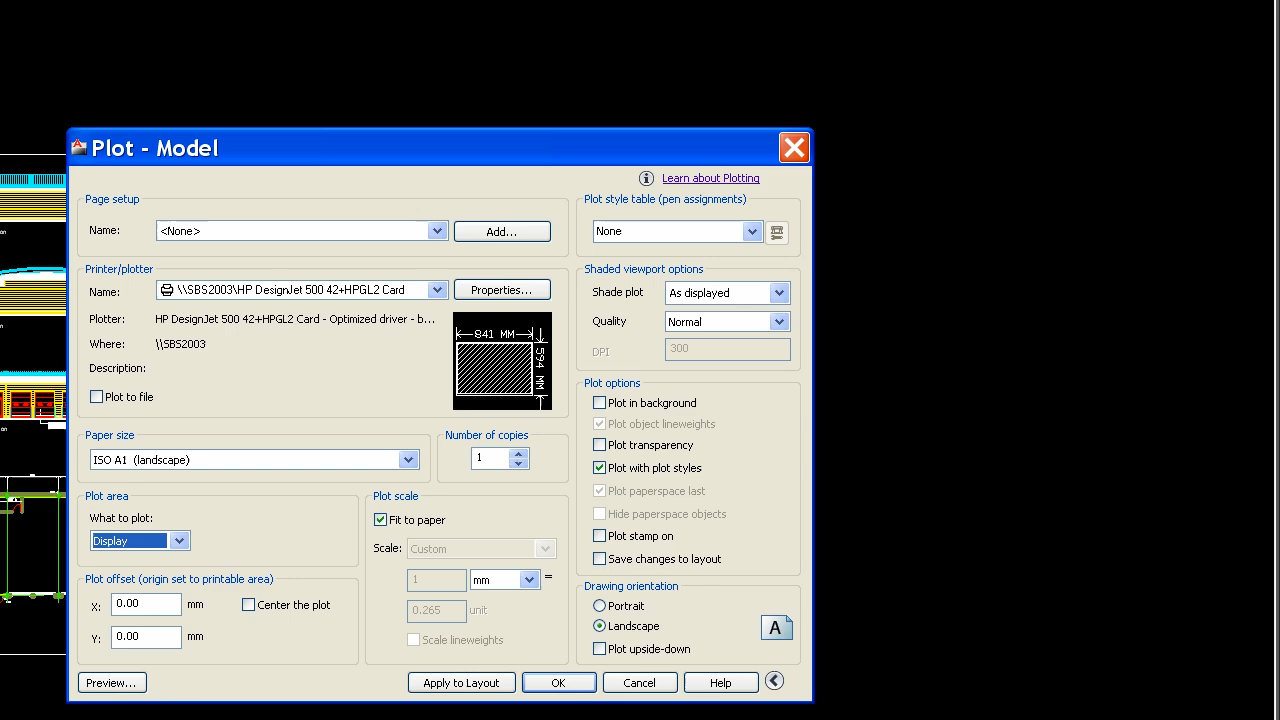 Plot - Model
Learn about Plotting
Page setup
Name: <None> Add...
Plot style table (pen assignments)
None
Printer/plotter
Name: \\SBS2003\HP DesignJet 500 42+HPGL2 Card Properties...
Plotter: HP DesignJet 500 42+HPGL2 Card - Optimized driver - b...
Where: \\SBS2003
Description:
Plot to file
841 MM
594 MM
Shaded viewport options
Shade plot As displayed
Quality Normal
DPI 300
Paper size
ISO A1 (landscape)
Number of copies
1
Plot options
Plot in background
Plot object lineweights
Plot transparency
Plot with plot styles
Plot paperspace last
Hide paperspace objects
Plot stamp on
Save changes to layout
Plot area
What to plot:
Display
Plot scale
Fit to paper
Scale: Custom
1 mm =
0.265 unit
Scale lineweights
Plot offset (origin set to printable area)
X: 0.00 mm Center the plot
Y: 0.00 mm
Drawing orientation
Portrait
Landscape
Plot upside-down
A
Preview... Apply to Layout OK Cancel Help